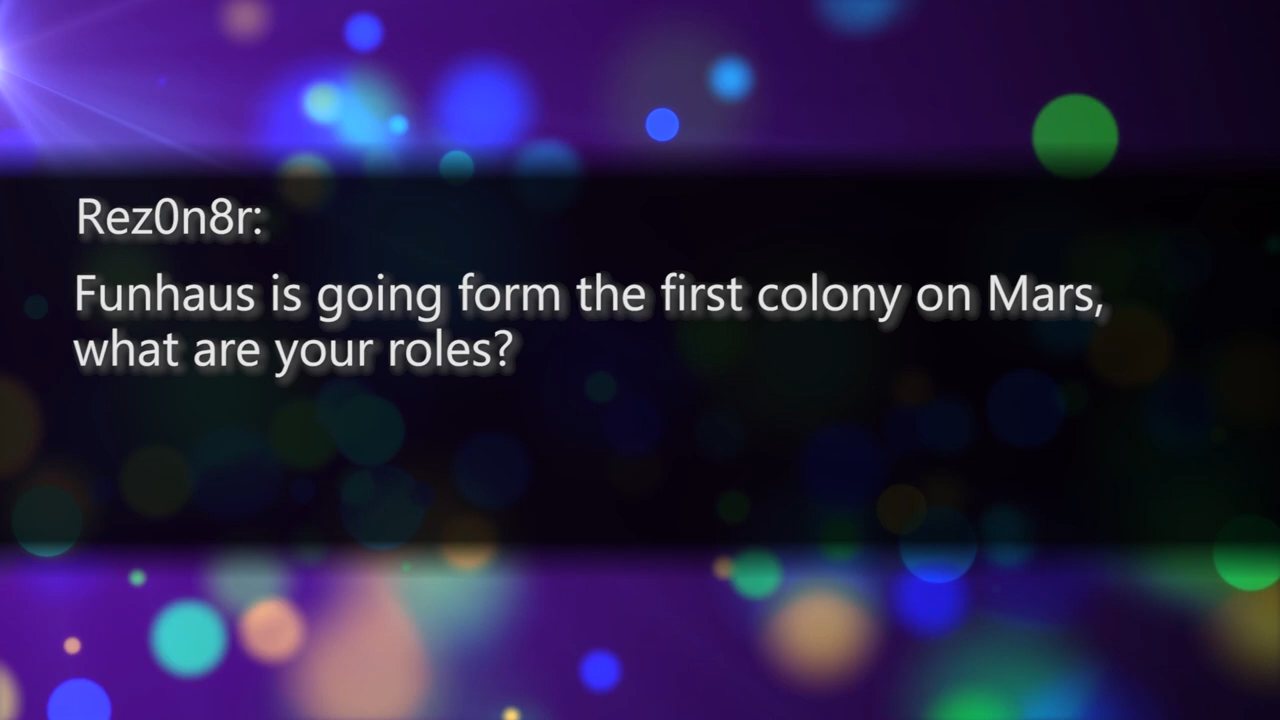 Rez0n8r:
Funhaus is going form the first colony on Mars,
what are your roles?